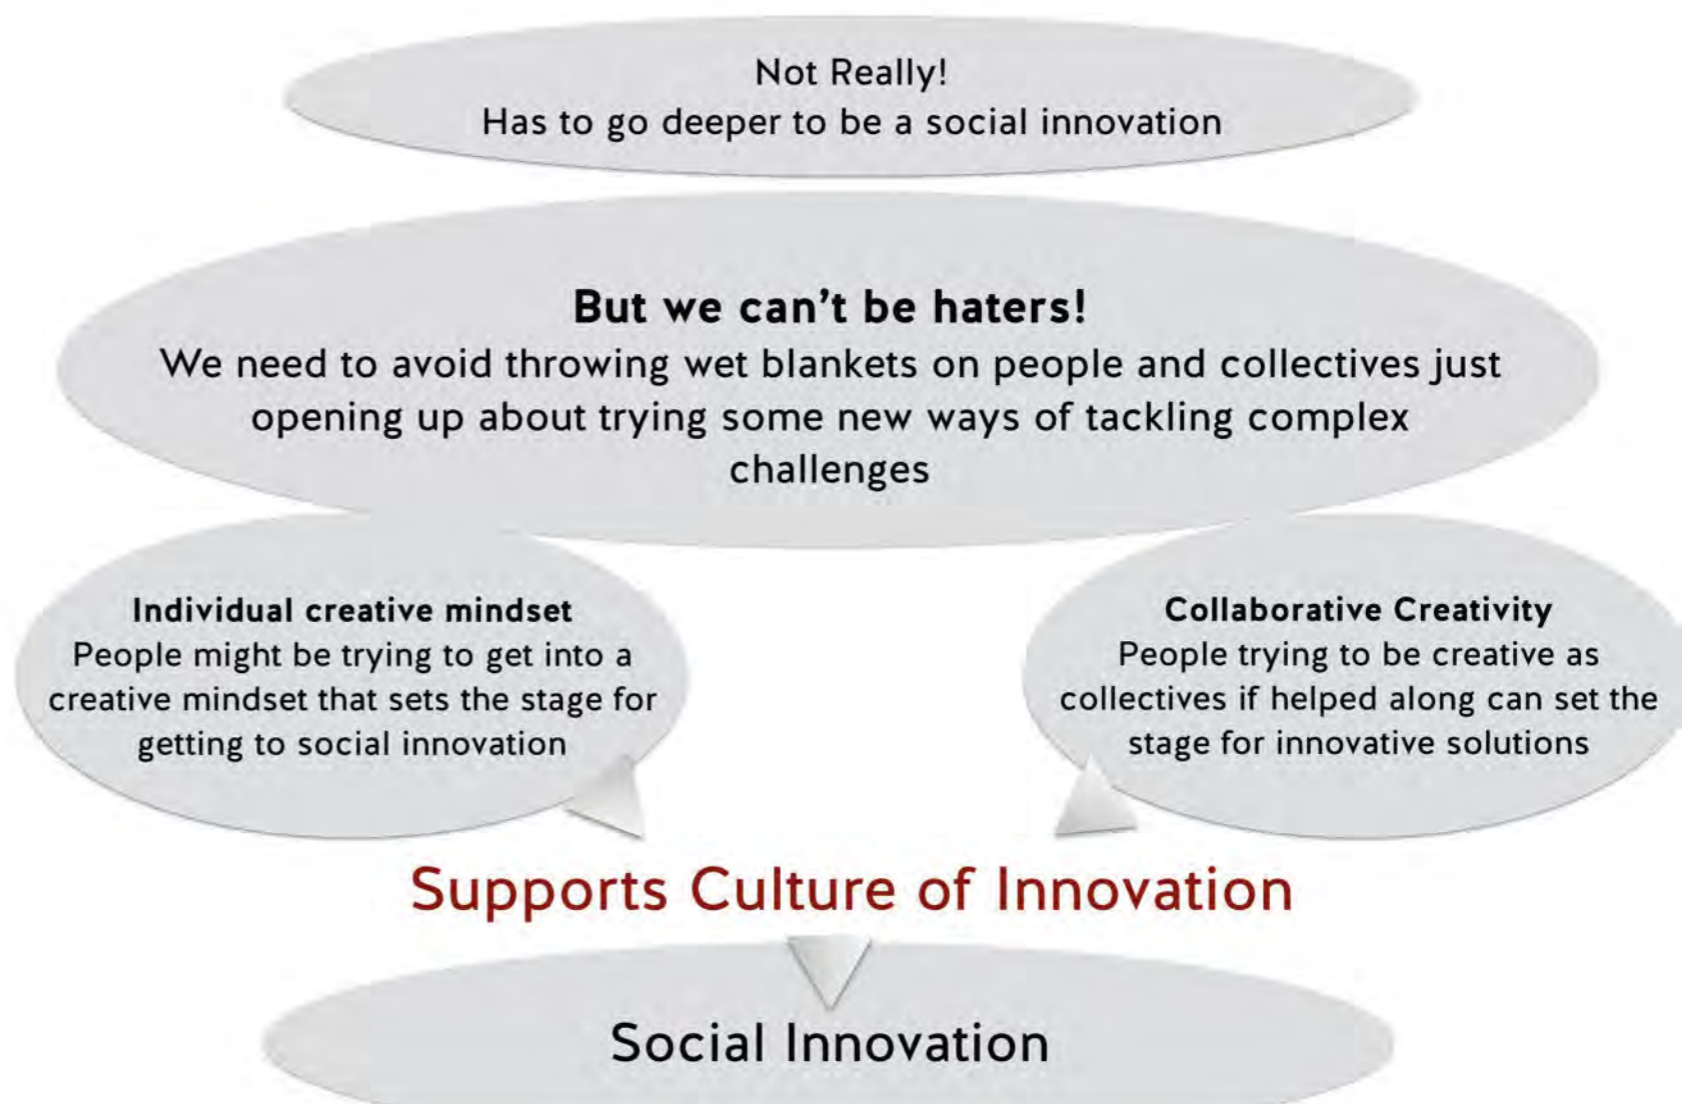 Not Really!
Has to go deeper to be a social innovation
But we can't be haters!
We need to avoid throwing wet blankets on people and collectives just
opening up about trying some new ways of tackling complex
challenges
Individual creative mindset
People might be trying to get into a
creative mindset that sets the stage for
getting to social innovation
Collaborative Creativity
People trying to be creative as
collectives if helped along can set the
stage for innovative solutions
Supports Culture of Innovation
Social Innovation